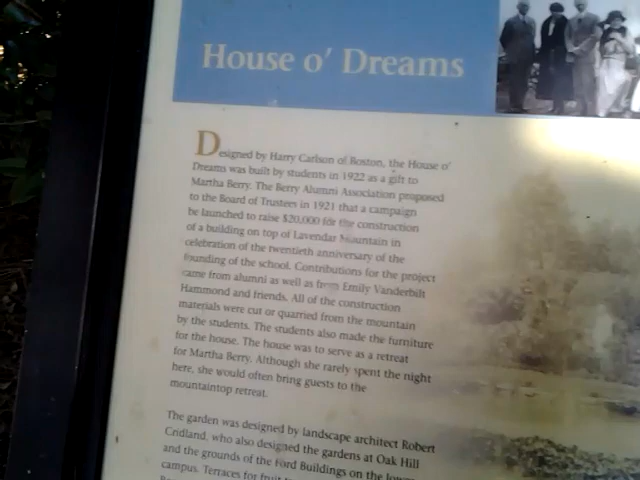 House o' Dreams
Designed by Harry Carlson of Boston, the House o'
Dreams was built by students in 1922 as a gift to
Martha Berry. The Berry Alumni Association proposed
to the Board of Trustees in 1921 that a campaign
be launched to raise $20,000 for the construction
of a building on top of Lavendar Mountain in
celebration of the twentieth anniversary of the
founding of the school. Contributions for the project
came from alumni as well as from Emily Vanderbilt
Hammond and friends. All of the construction
materials were cut or quarried from the mountain
by the students. The students also made the furniture
for the house. The house was to serve as a retreat
for Martha Berry. Although she rarely spent the night
here, she would often bring guests to the
mountaintop retreat.
The garden was designed by landscape architect Robert
Cridland, who also designed the gardens at Oak Hill
and the grounds of the Ford Buildings on the lower
campus. Terraces for fruit